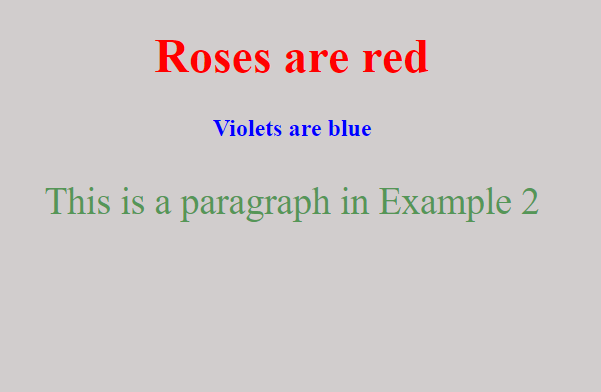 Roses are red
Violets are blue
This is a paragraph in Example 2